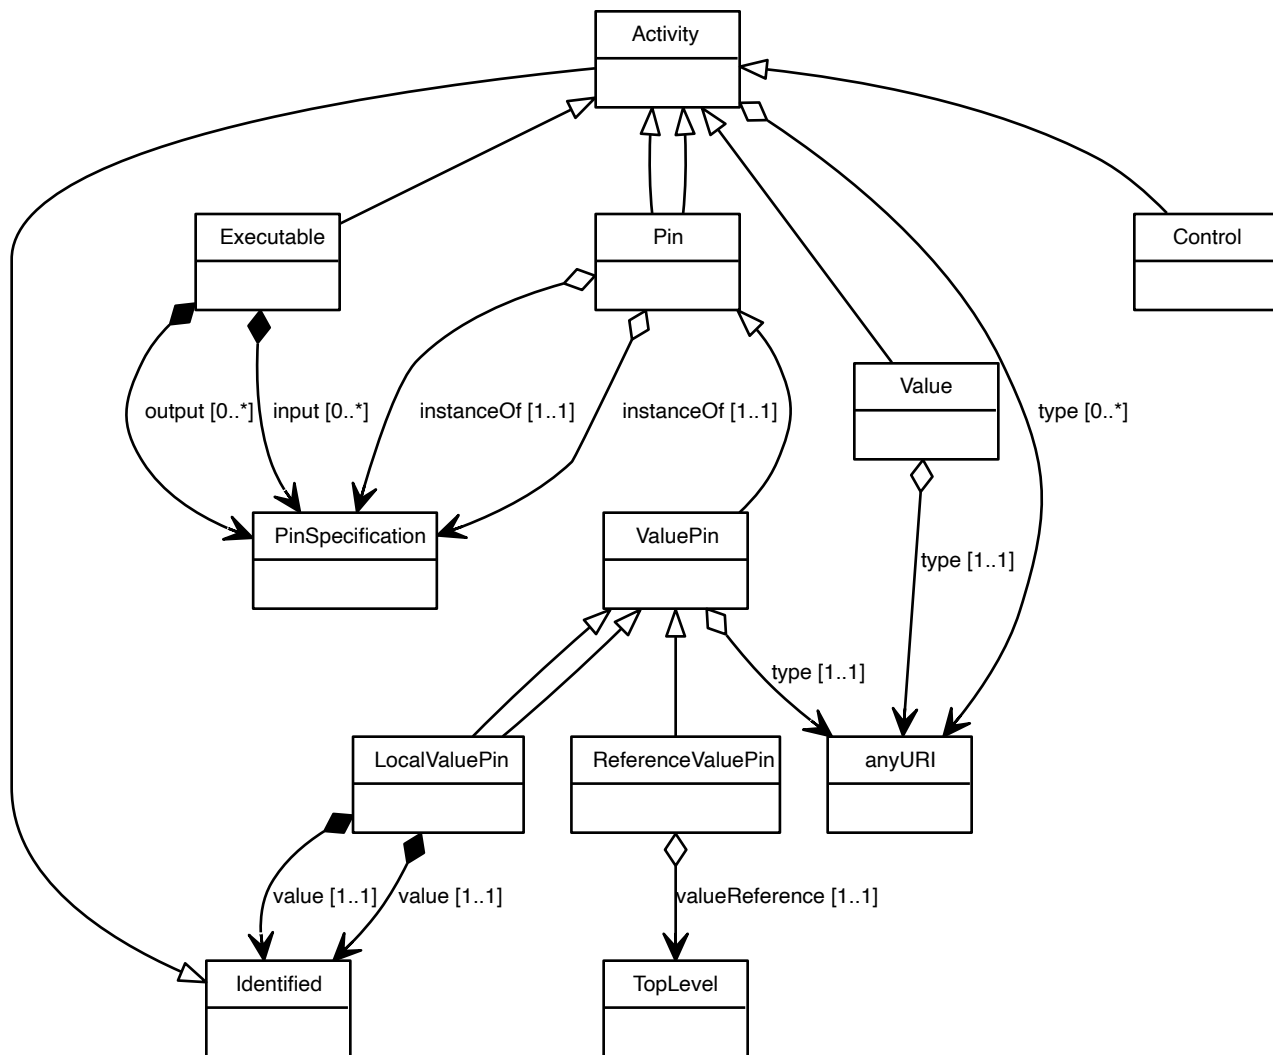 Activity
Executable
Pin
Control
Value
output [0..*]
input [0..*]
instanceOf [1..1]
instanceOf [1..1]
type [0..*]
PinSpecification
ValuePin
type [1..1]
type [1..1]
LocalValuePin
ReferenceValuePin
anyURI
value [1..1]
value [1..1]
valueReference [1..1]
Identified
TopLevel